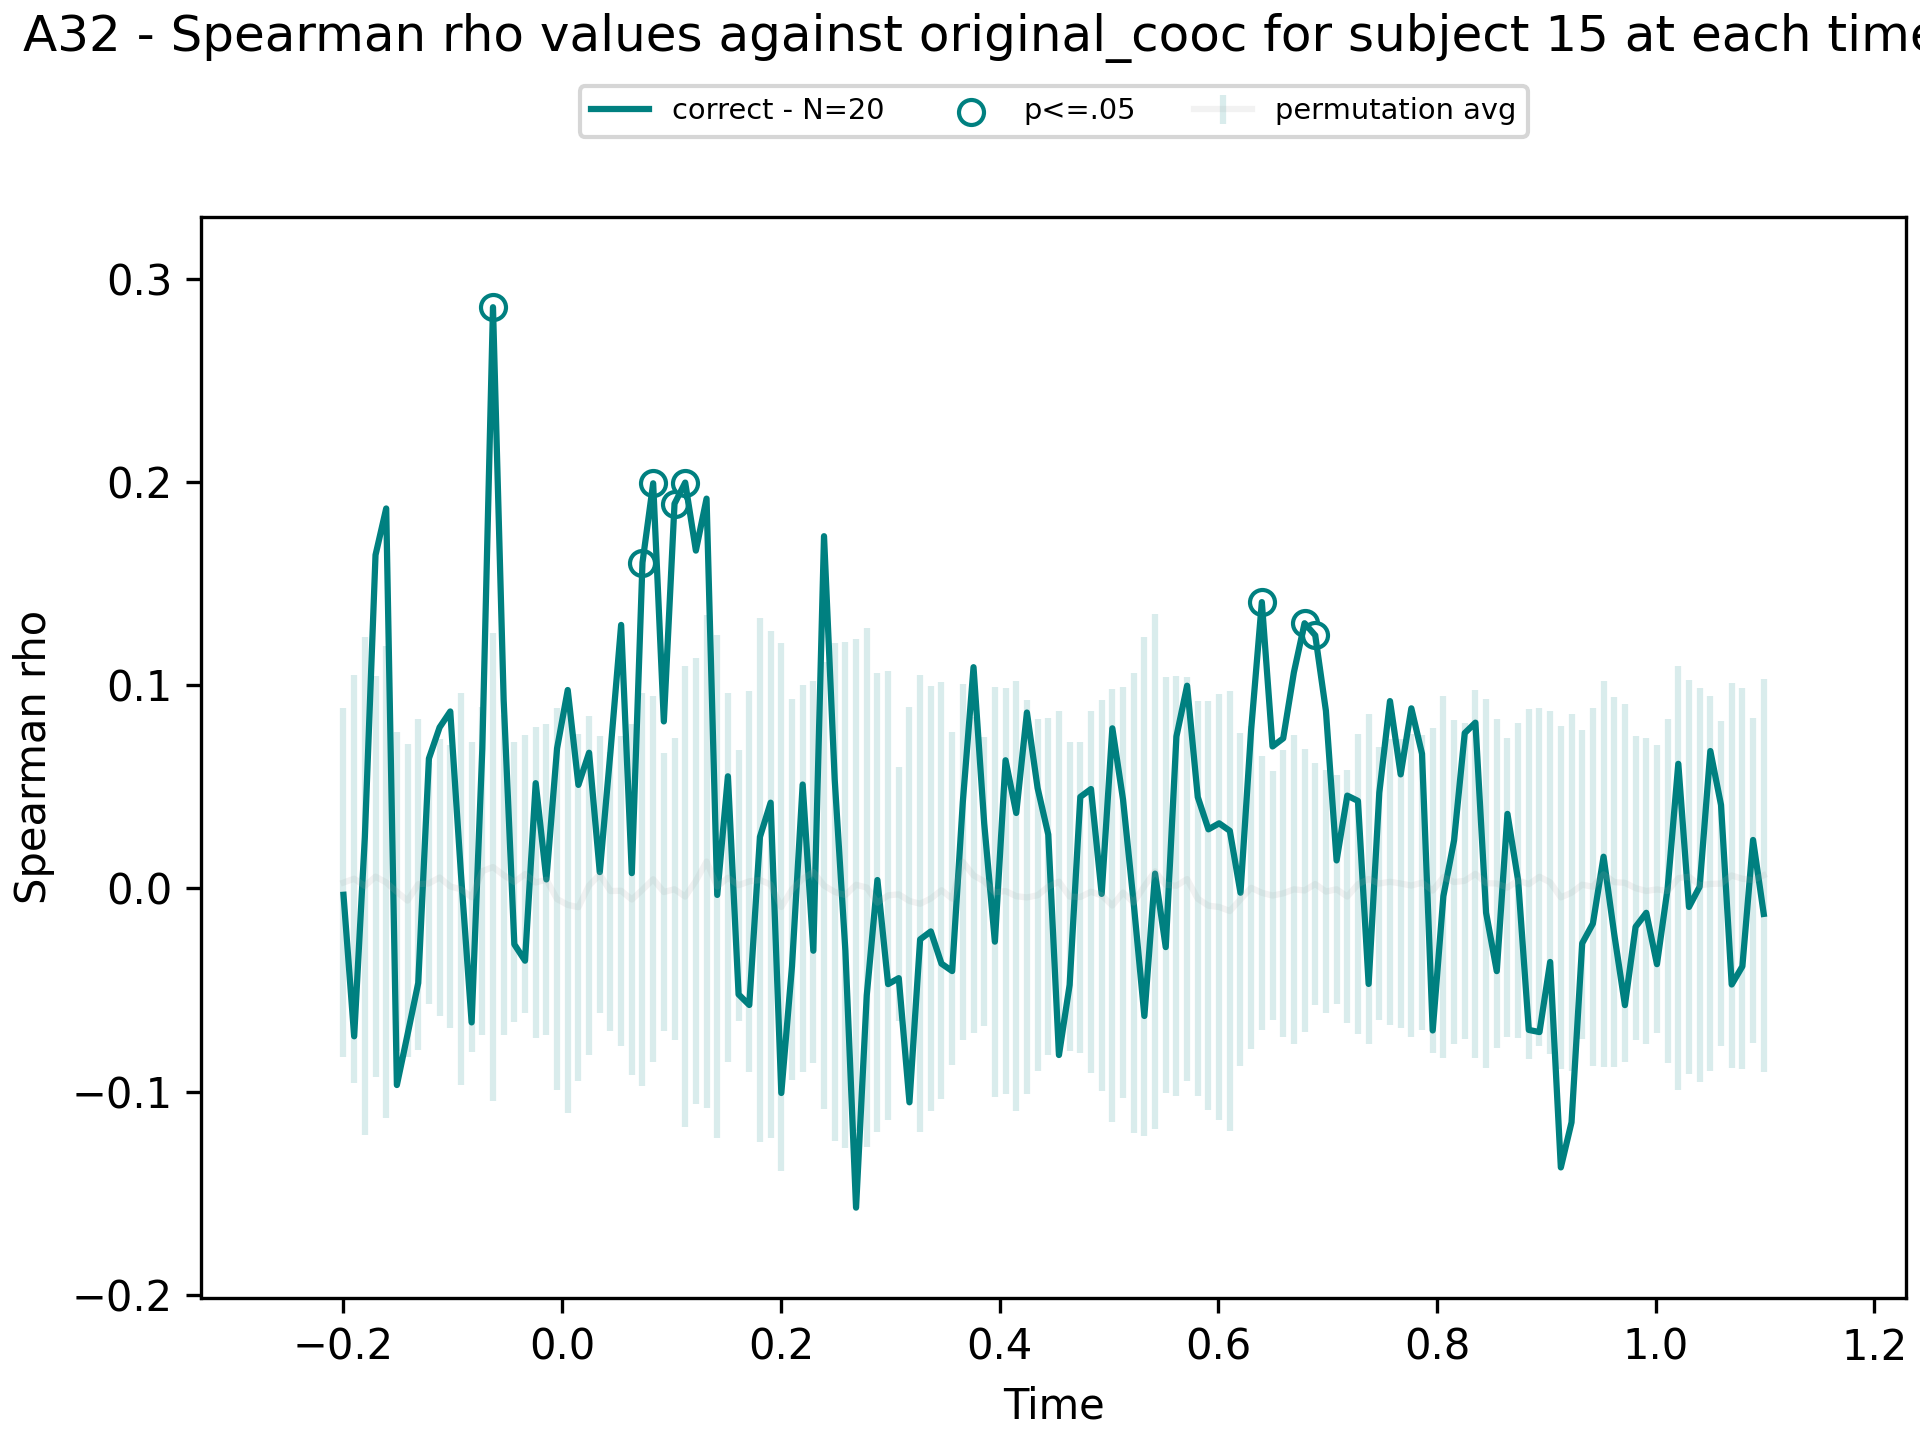 A32 - Spearman rho values against original_cooc for subject 15 at each time
correct - N=20 p<=.05 permutation avg
0.3
0.2
0.1
0.0
−0.1
−0.2
Spearman rho
−0.2 0.0 0.2 0.4 0.6 0.8 1.0 1.2
Time